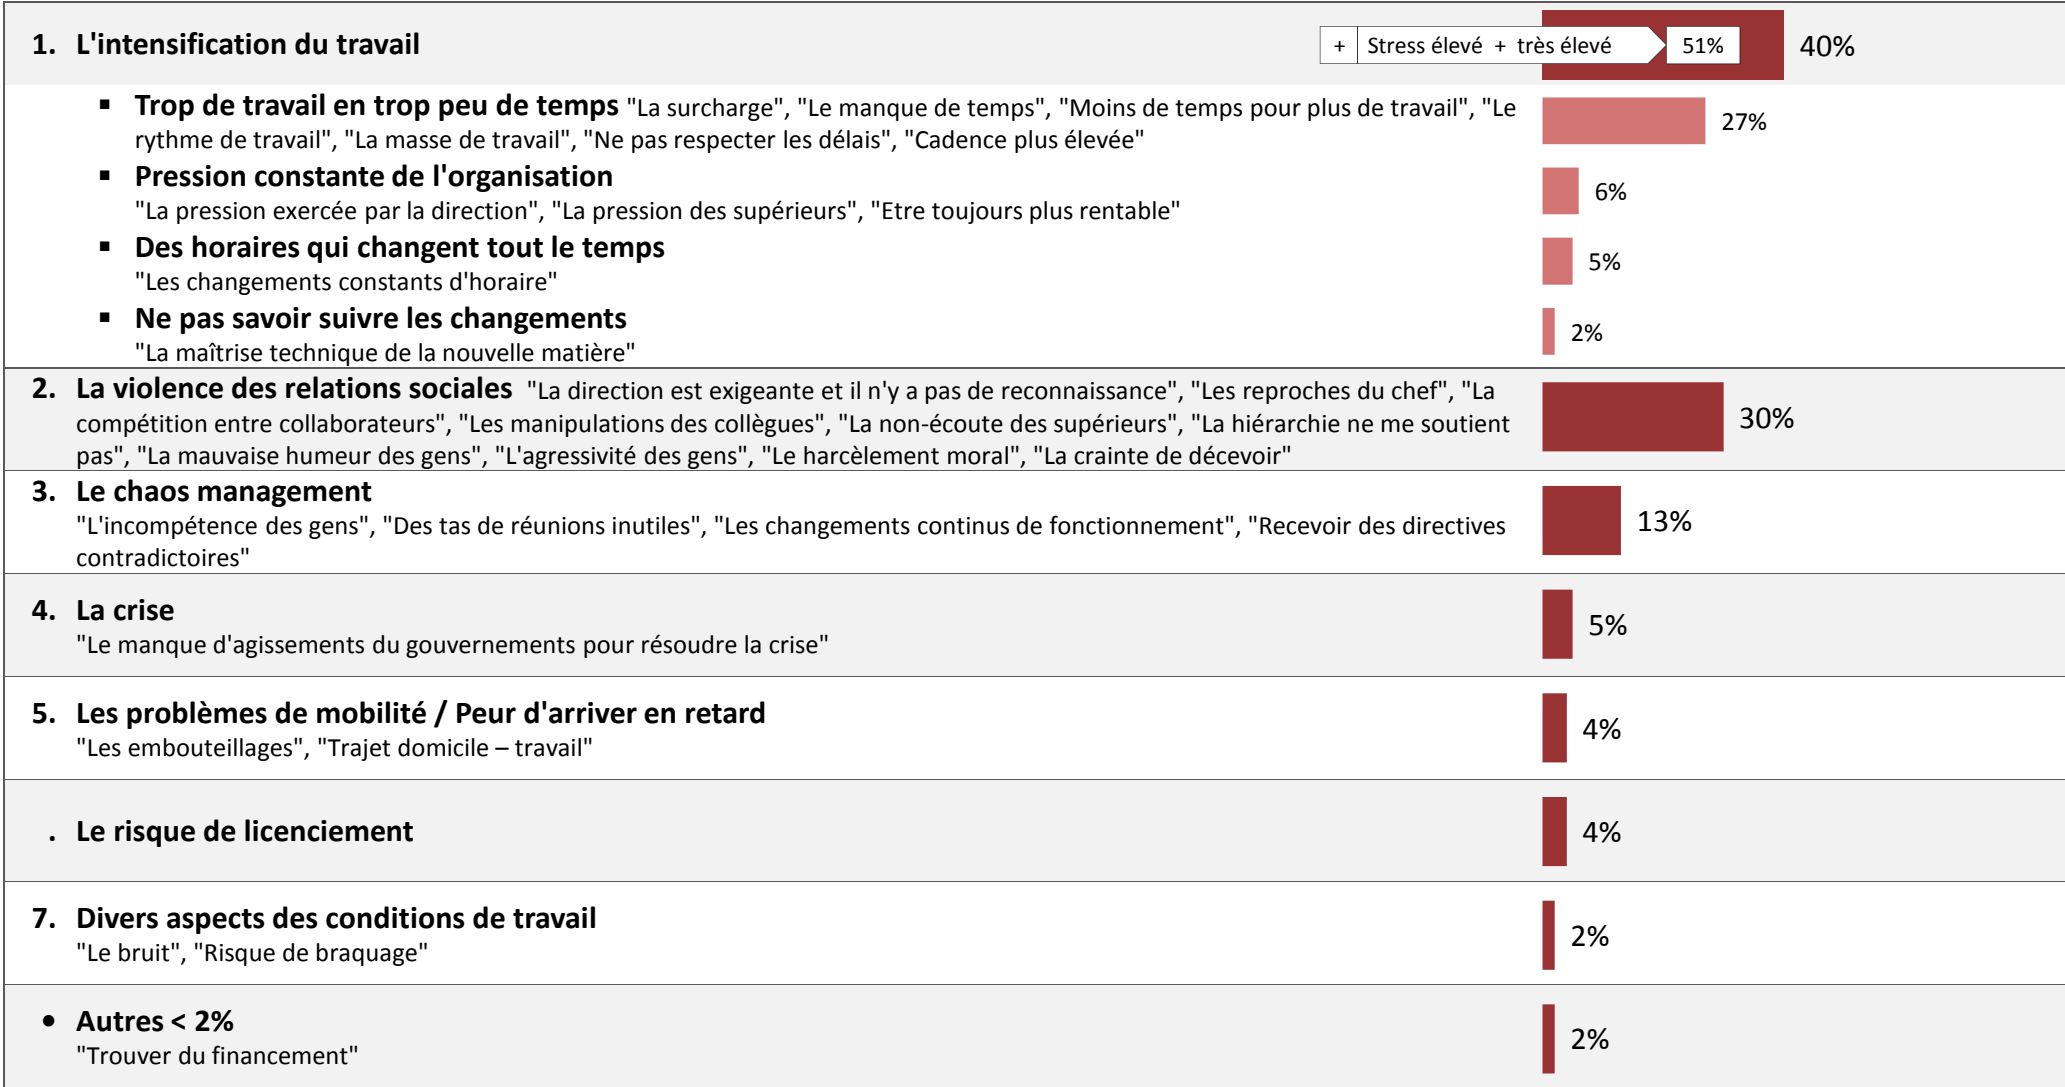 1. L'intensification du travail
+ Stress élevé + très élevé 51% 40%
▪ Trop de travail en trop peu de temps "La surcharge", "Le manque de temps", "Moins de temps pour plus de travail", "Le
rythme de travail", "La masse de travail", "Ne pas respecter les délais", "Cadence plus élevée"
27%
▪ Pression constante de l'organisation
"La pression exercée par la direction", "La pression des supérieurs", "Etre toujours plus rentable"
6%
▪ Des horaires qui changent tout le temps
"Les changements constants d'horaire"
5%
▪ Ne pas savoir suivre les changements
"La maîtrise technique de la nouvelle matière"
2%
2. La violence des relations sociales "La direction est exigeante et il n'y a pas de reconnaissance", "Les reproches du chef", "La
compétition entre collaborateurs", "Les manipulations des collègues", "La non-écoute des supérieurs", "La hiérarchie ne me soutient
pas", "La mauvaise humeur des gens", "L'agressivité des gens", "Le harcèlement moral", "La crainte de décevoir"
30%
3. Le chaos management
"L'incompétence des gens", "Des tas de réunions inutiles", "Les changements continus de fonctionnement", "Recevoir des directives
contradictoires"
13%
4. La crise
"Le manque d'agissements du gouvernements pour résoudre la crise"
5%
5. Les problèmes de mobilité / Peur d'arriver en retard
"Les embouteillages", "Trajet domicile – travail"
4%
. Le risque de licenciement
4%
7. Divers aspects des conditions de travail
"Le bruit", "Risque de braquage"
2%
• Autres < 2%
"Trouver du financement"
2%